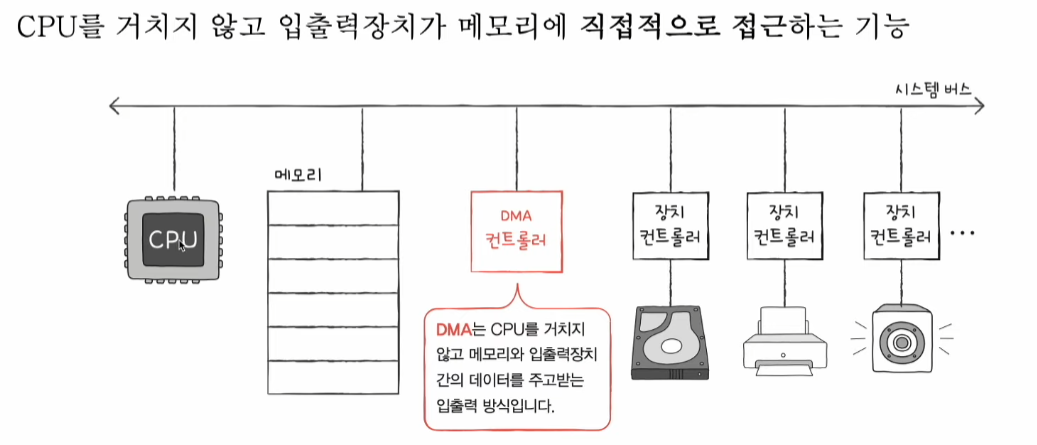 CPU를 거치지 않고 입출력장치가 메모리에 직접적으로 접근하는 기능
시스템 버스
메모리
CPU
DMA
컨트롤러
장치
컨트롤러
장치
컨트롤러
장치
컨트롤러
...
DMA는 CPU를 거치지
않고 메모리와 입출력장치
간의 데이터를 주고받는
입출력 방식입니다.